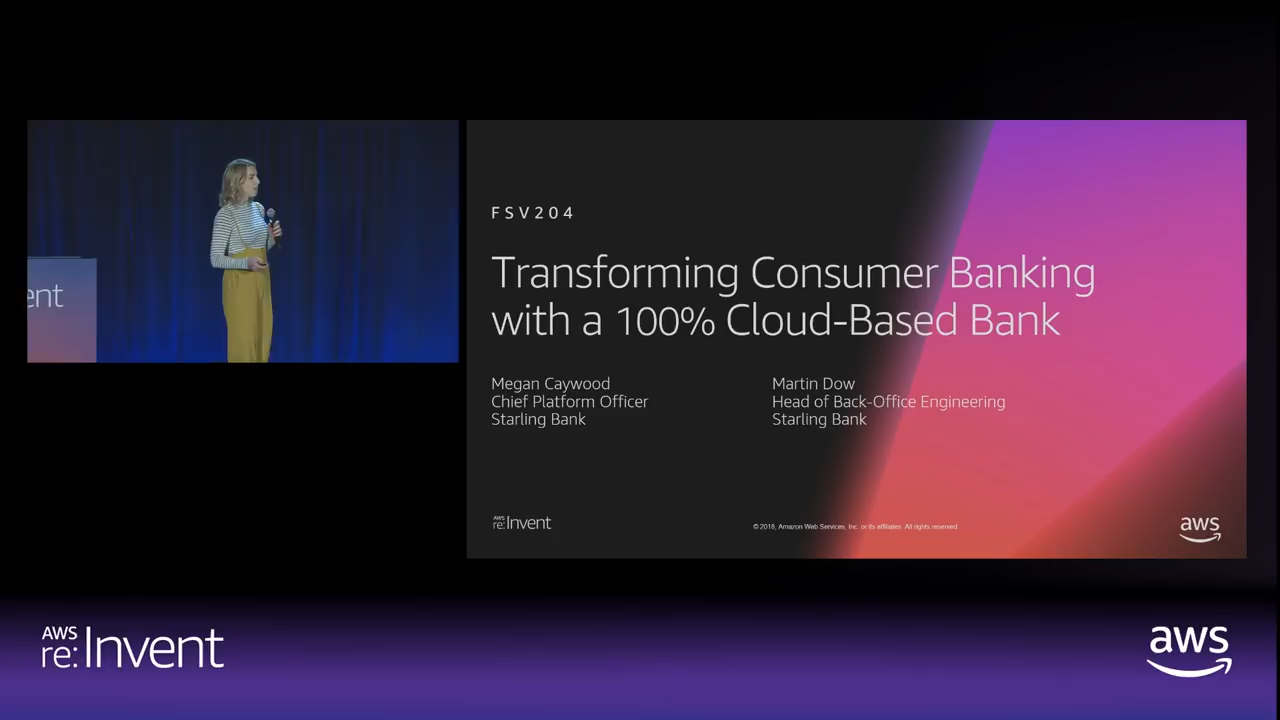 ent
FSV204
Transforming Consumer Banking
with a 100% Cloud-Based Bank
Megan Caywood
Chief Platform Officer
Starling Bank
Martin Dow
Head of Back-Office Engineering
Starling Bank
AWS
re:Invent
© 2018, Amazon Web Services, Inc. or its affiliates. All rights reserved
aws
AWS
re:Invent
aws